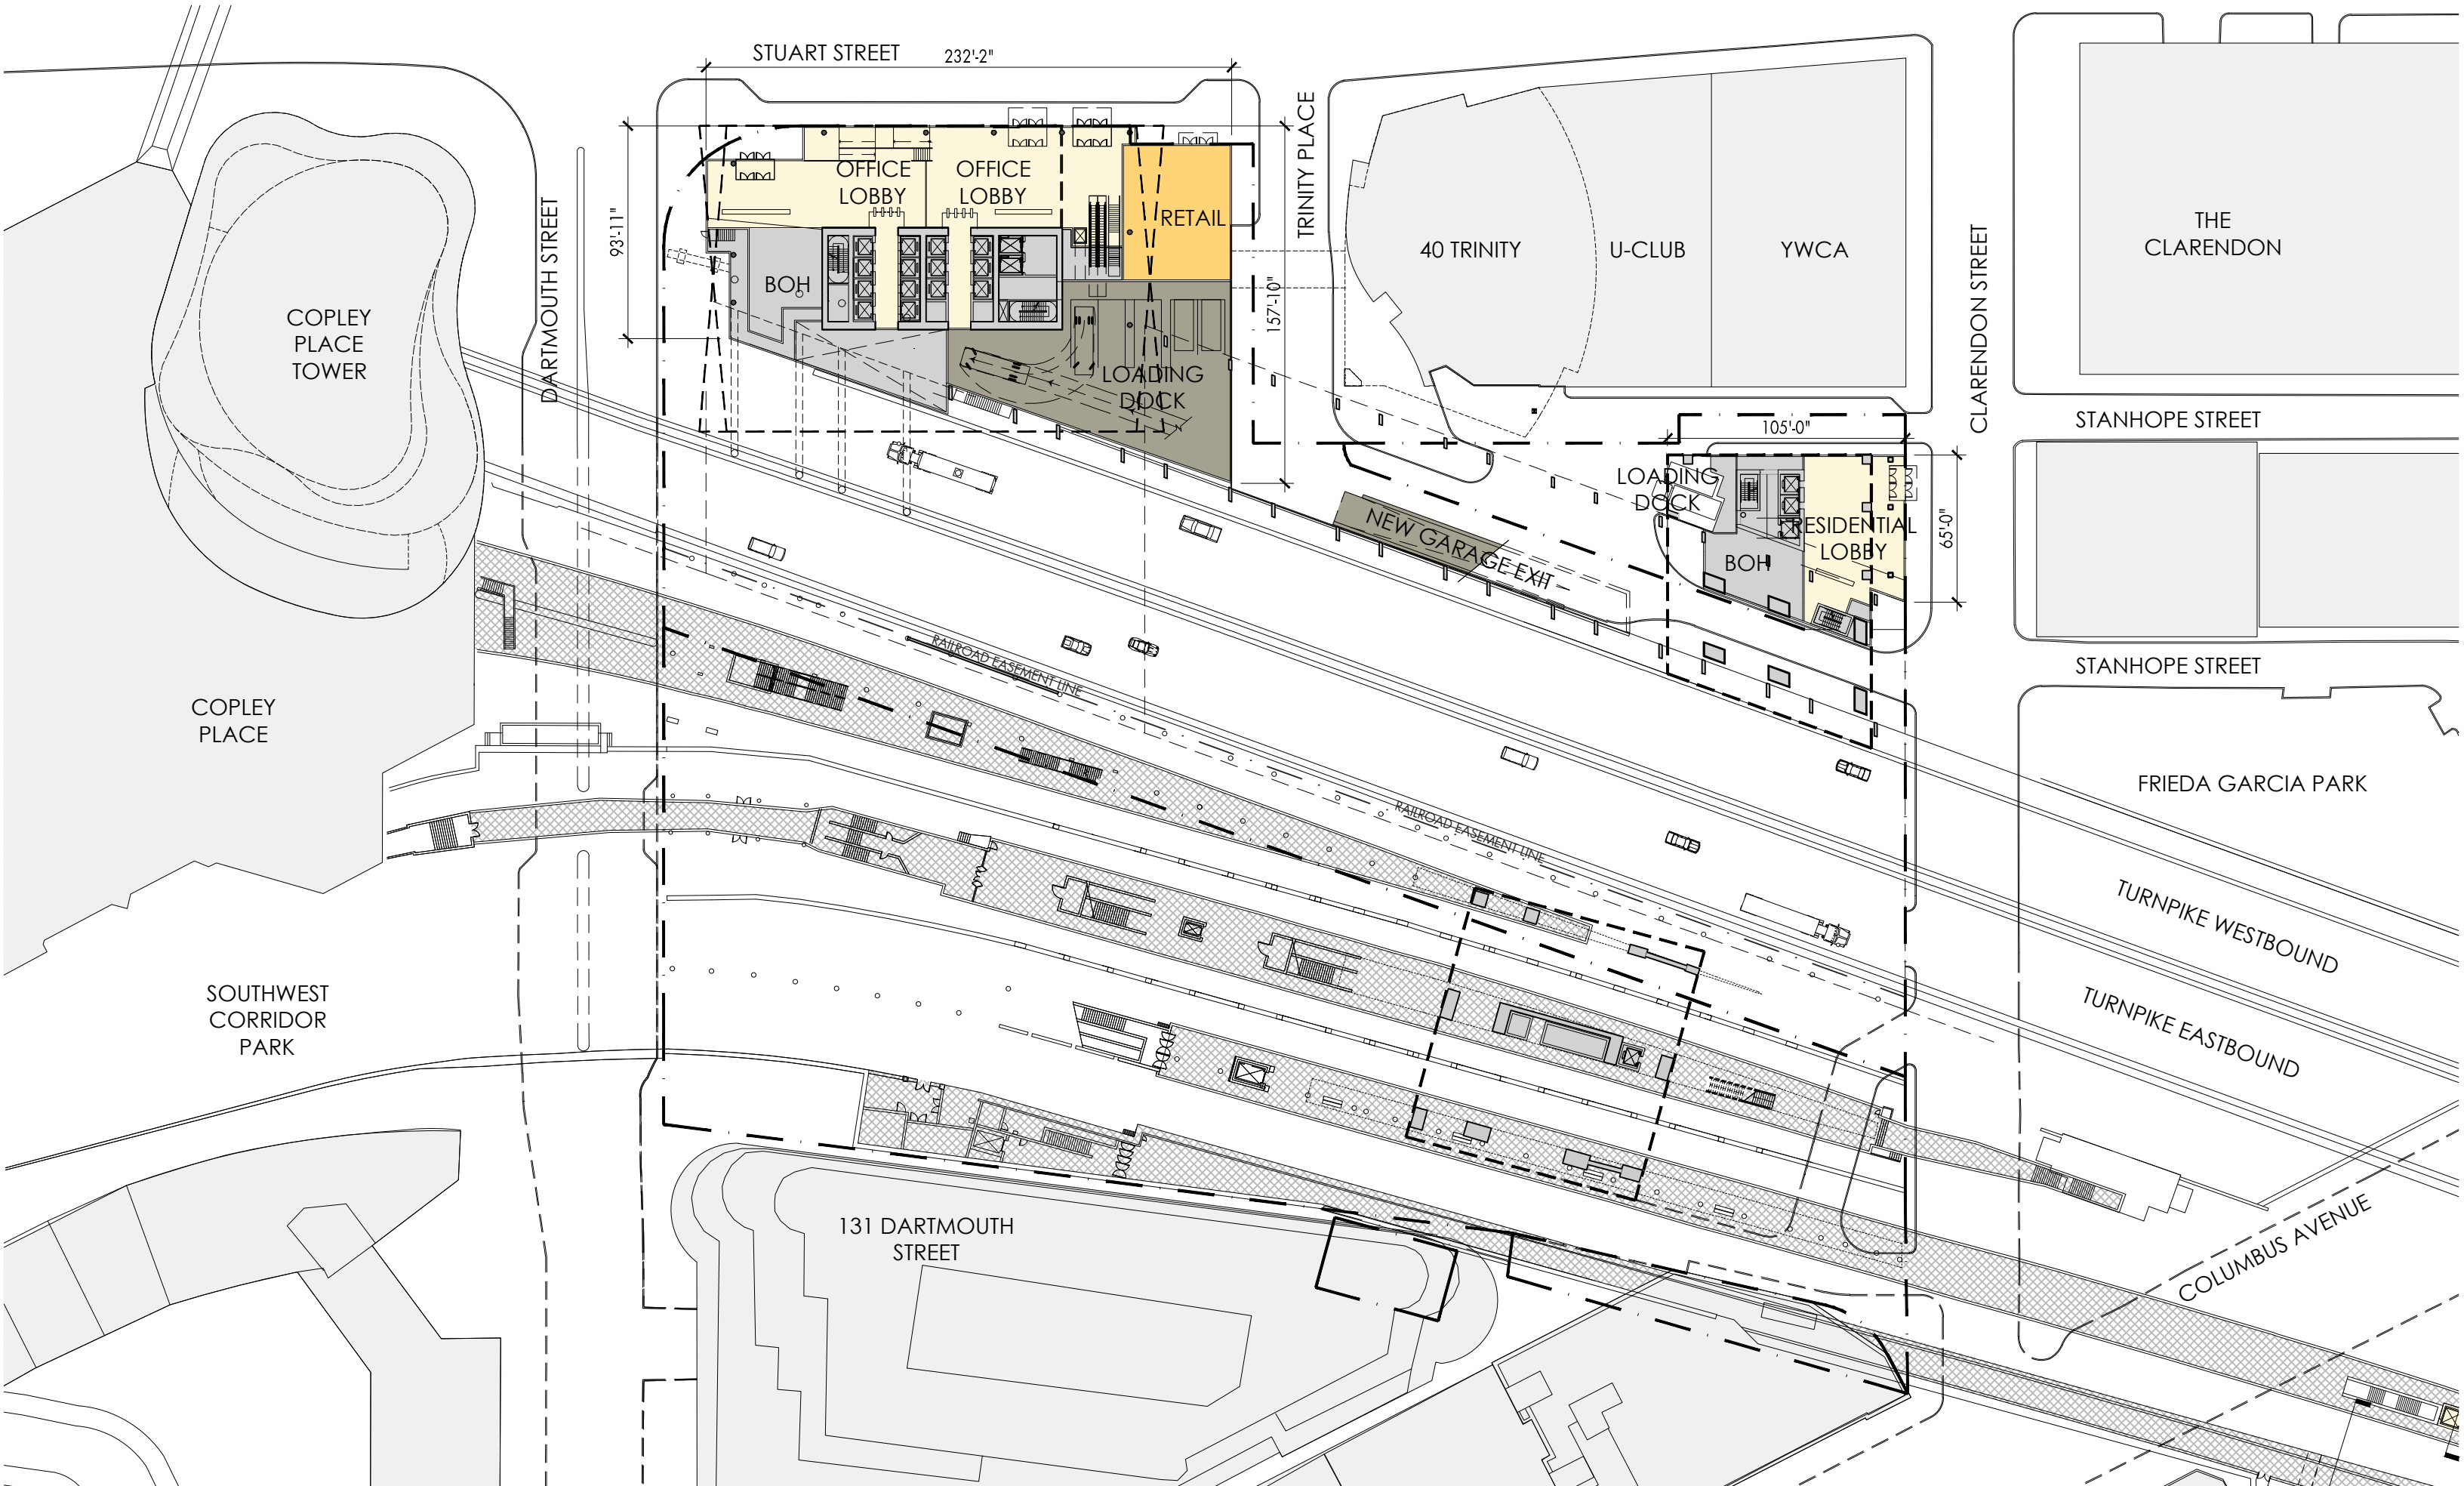 STUART STREET
232'-2"
TRINITY PLACE
DARTMOUTH STREET
93'-11"
157'-10"
OFFICE
LOBBY
OFFICE
LOBBY
RETAIL
BOH
LOADING
DOCK
COPLEY
PLACE
TOWER
40 TRINITY
U-CLUB
YWCA
THE
CLARENDON
CLARENDON STREET
STANHOPE STREET
105'-0"
LOADING
DOCK
RESIDENTIAL
LOBBY
BOH
65'-0"
NEW GARAGE EXIT
STANHOPE STREET
RAILROAD EASEMENT LINE
COPLEY
PLACE
FRIEDA GARCIA PARK
RAILROAD EASEMENT LINE
TURNPIKE WESTBOUND
TURNPIKE EASTBOUND
SOUTHWEST
CORRIDOR
PARK
131 DARTMOUTH
STREET
COLUMBUS AVENUE